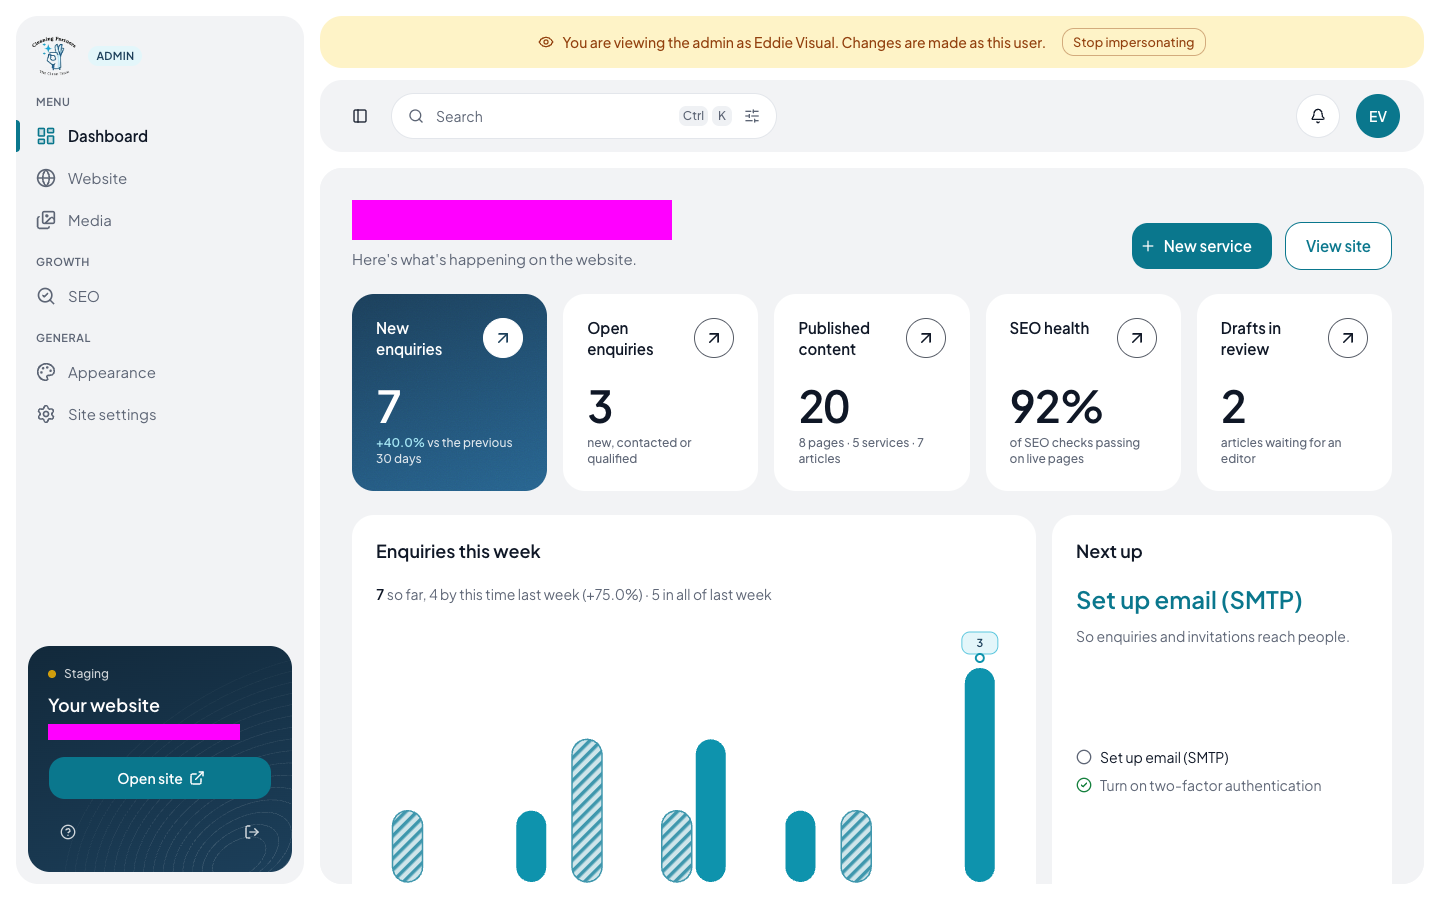 Cleaning Partners
ADMIN
MENU
Dashboard
Website
Media
GROWTH
SEO
GENERAL
Appearance
Site settings
Staging
Your website
Open site
You are viewing the admin as Eddie Visual. Changes are made as this user.
Stop impersonating
Search
Ctrl K
EV
Here's what's happening on the website.
New service
View site
New
enquiries
7
+40.0% vs the previous
30 days
Open
enquiries
3
new, contacted or
qualified
Published
content
20
8 pages · 5 services · 7
articles
SEO health
92%
of SEO checks passing
on live pages
Drafts in
review
2
articles waiting for an
editor
Enquiries this week
7 so far, 4 by this time last week (+75.0%) · 5 in all of last week
3
Next up
Set up email (SMTP)
So enquiries and invitations reach people.
Set up email (SMTP)
Turn on two-factor authentication